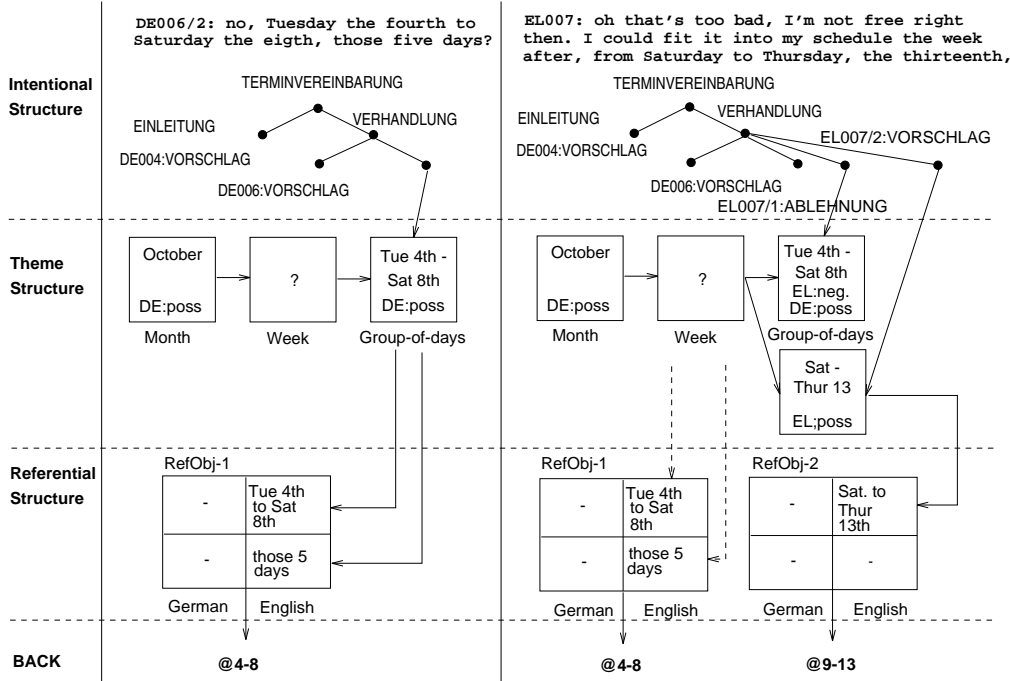 DE006/2: no, Tuesday the fourth to
Saturday the eigth, those five days?
EL007: oh that's too bad, I'm not free right
then. I could fit it into my schedule the week
after, from Saturday to Thursday, the thirteenth,
Intentional
Structure
TERMINVEREINBARUNG
EINLEITUNG
VERHANDLUNG
DE004:VORSCHLAG
DE006:VORSCHLAG
TERMINVEREINBARUNG
EINLEITUNG
VERHANDLUNG
EL007/2:VORSCHLAG
DE004:VORSCHLAG
DE006:VORSCHLAG
EL007/1:ABLEHNUNG
Theme
Structure
October
DE:poss
Month
?
Week
Tue 4th -
Sat 8th
DE:poss
Group-of-days
October
DE:poss
Month
?
Week
Tue 4th -
Sat 8th
EL:neg.
DE:poss
Group-of-days
Sat -
Thur 13
EL;poss
Referential
Structure
RefObj-1
-
Tue 4th
to Sat
8th
-
those 5
days
German
English
RefObj-1
-
Tue 4th
to Sat
8th
-
those 5
days
German
English
RefObj-2
-
Sat. to
Thur
13th
-
-
German
English
BACK
@4-8
@4-8
@9-13